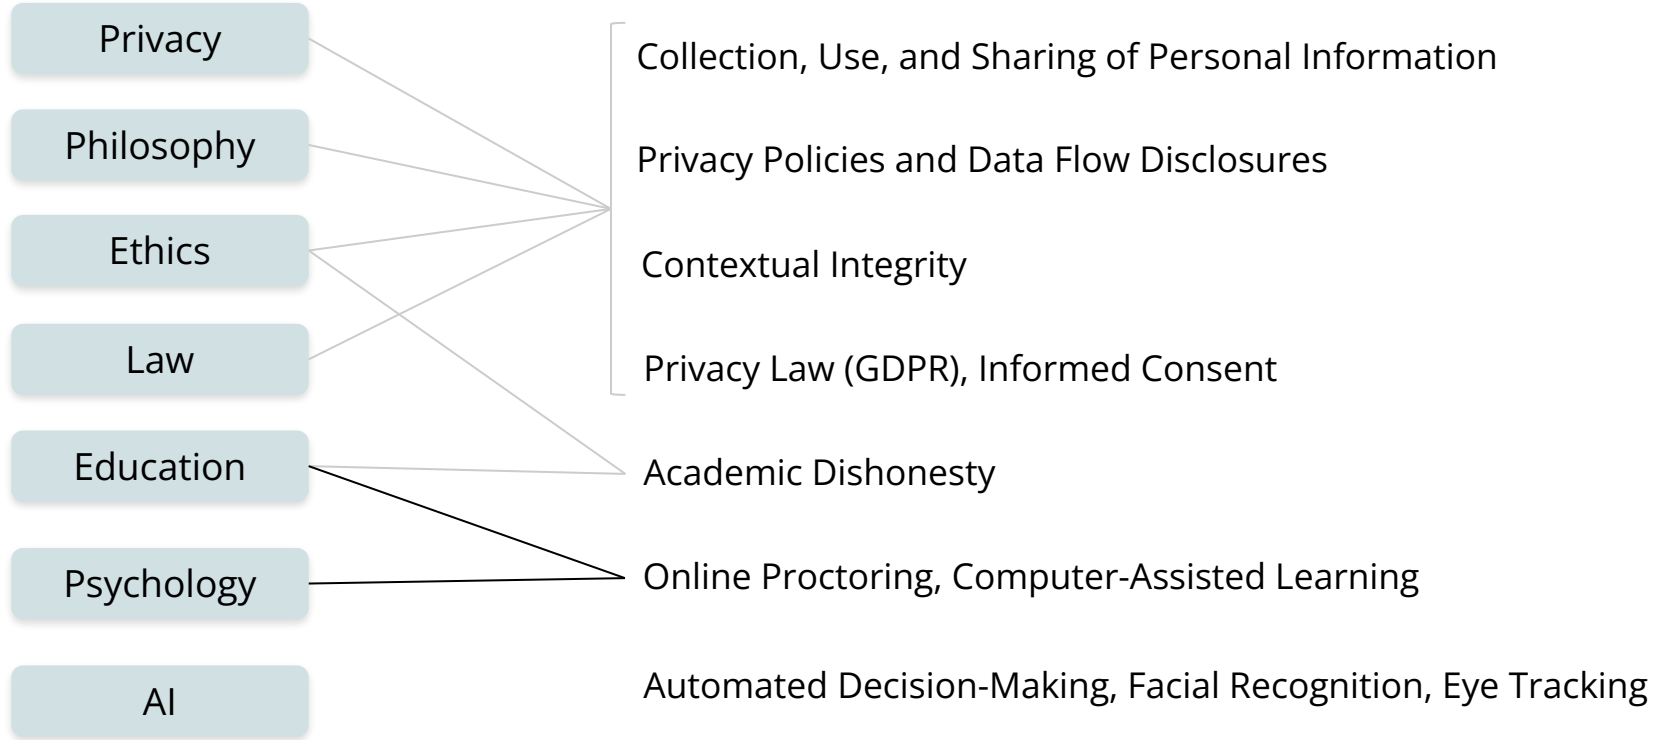 Privacy
Philosophy
Ethics
Law
Education
Psychology
AI
Collection, Use, and Sharing of Personal Information
Privacy Policies and Data Flow Disclosures
Contextual Integrity
Privacy Law (GDPR), Informed Consent
Academic Dishonesty
Online Proctoring, Computer-Assisted Learning
Automated Decision-Making, Facial Recognition, Eye Tracking